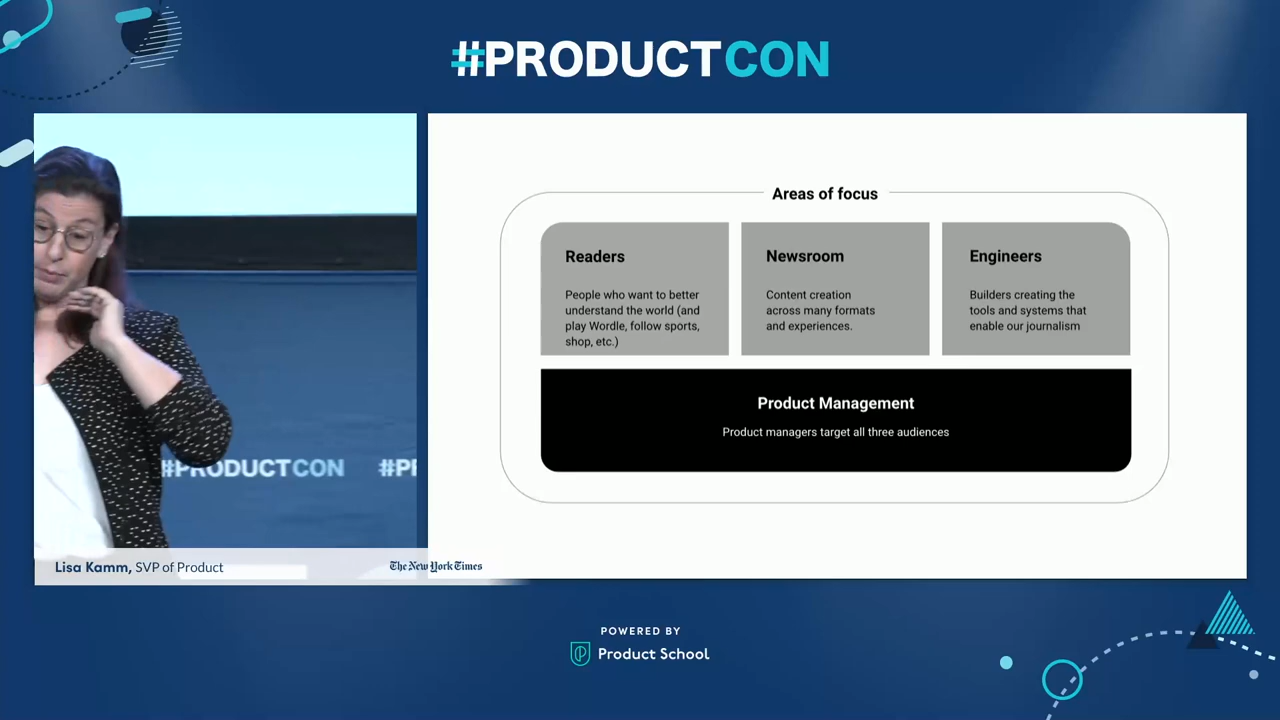 #PRODUCTCON
Areas of focus
Readers
People who want to better
understand the world (and
play Wordle, follow sports,
shop, etc.)
Newsroom
Content creation
across many formats
and experiences.
Engineers
Builders creating the
tools and systems that
enable our journalism
Product Management
Product managers target all three audiences
#PRODUCTCON #PR
Lisa Kamm, SVP of Product
The New York Times
POWERED BY
Product School